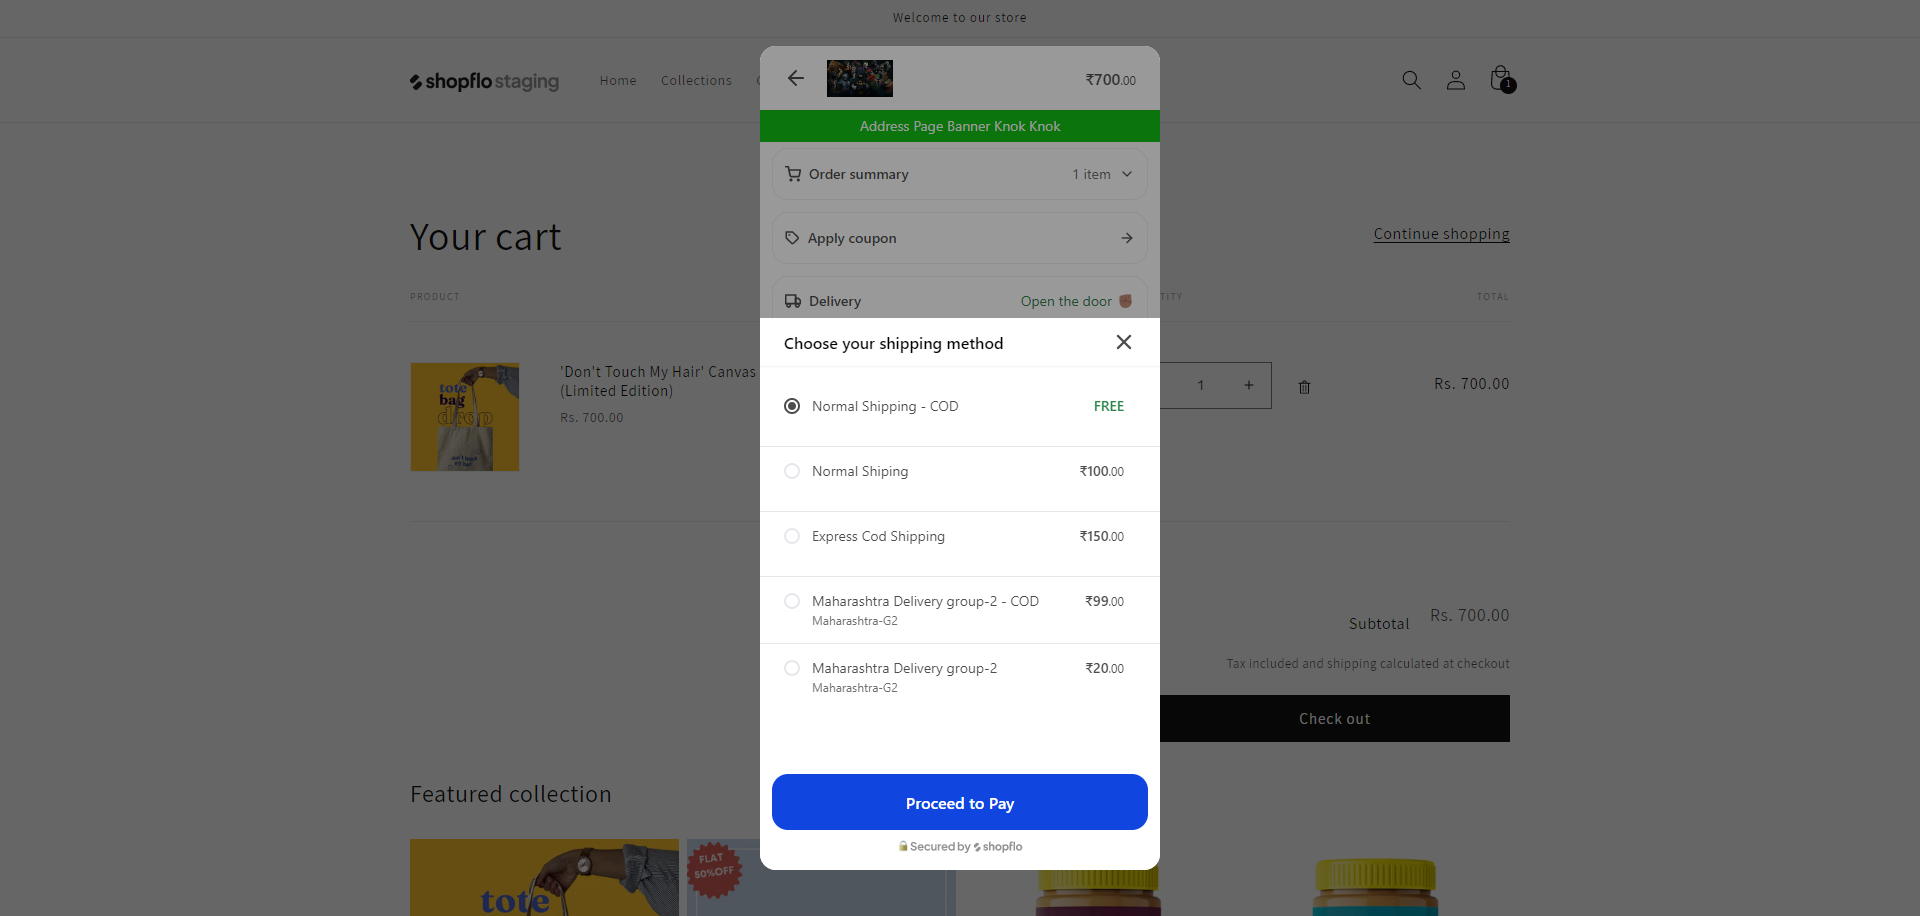 Welcome to our store
shopflo staging
Home
Collections
1
₹700.00
Address Page Banner Knok Knok
Order summary
1 item
Apply coupon
Delivery
Open the door
Your cart
Continue shopping
PRODUCT
TITY
TOTAL
tote
bag
drop
'Don't Touch My Hair' Canvas
(Limited Edition)
Rs. 700.00
1
+
Rs. 700.00
Choose your shipping method
Normal Shipping - COD
FREE
Normal Shiping
₹100.00
Express Cod Shipping
₹150.00
Maharashtra Delivery group-2 - COD
₹99.00
Maharashtra-G2
Maharashtra Delivery group-2
₹20.00
Maharashtra-G2
Proceed to Pay
Secured by shopflo
Subtotal
Rs. 700.00
Tax included and shipping calculated at checkout
Check out
Featured collection
tote
FLAT
50%OFF